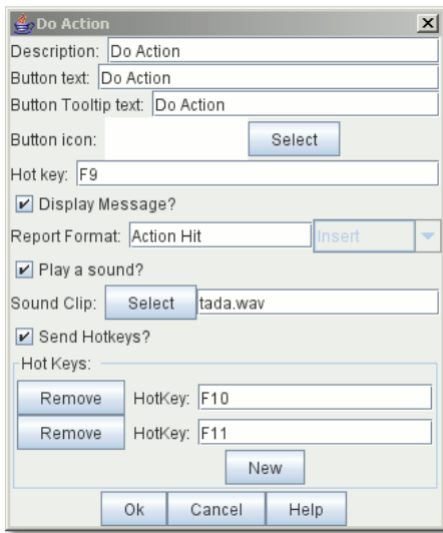 Do Action
Description: Do Action
Button text: Do Action
Button Tooltip text: Do Action
Button icon: Select
Hot key: F9
Display Message?
Report Format: Action Hit Insert
Play a sound?
Sound Clip: Select tada.wav
Send Hotkeys?
Hot Keys:
Remove HotKey: F10
Remove HotKey: F11
New
Ok Cancel Help